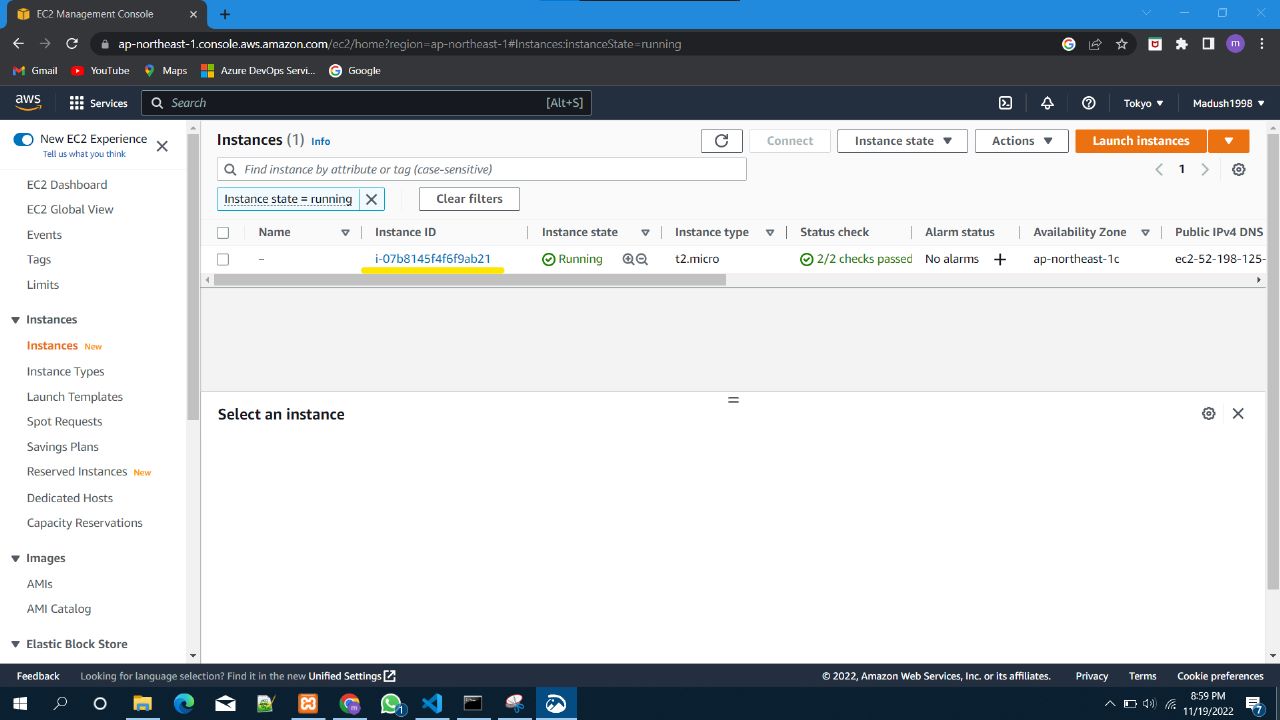 EC2 Management Console
ap-northeast-1.console.aws.amazon.com/ec2/home?region=ap-northeast-1#Instances:instanceState=running
m
Gmail YouTube Maps Azure DevOps Servi... Google
aws Services Search [Alt+S] Tokyo Madush1998
New EC2 Experience
Tell us what you think
EC2 Dashboard
EC2 Global View
Events
Tags
Limits
Instances
Instances New
Instance Types
Launch Templates
Spot Requests
Savings Plans
Reserved Instances New
Dedicated Hosts
Capacity Reservations
Images
AMIs
AMI Catalog
Elastic Block Store
Instances (1) Info Connect Instance state Actions Launch instances
Find instance by attribute or tag (case-sensitive) 1
Instance state = running Clear filters
Name Instance ID Instance state Instance type Status check Alarm status Availability Zone Public IPv4 DNS
– i-07b8145f4f6f9ab21 Running t2.micro 2/2 checks passed No alarms ap-northeast-1c ec2-52-198-125-
Select an instance
Feedback Looking for language selection? Find it in the new Unified Settings © 2022, Amazon Web Services, Inc. or its affiliates. Privacy Terms Cookie preferences
1
8:59 PM
11/19/2022
7